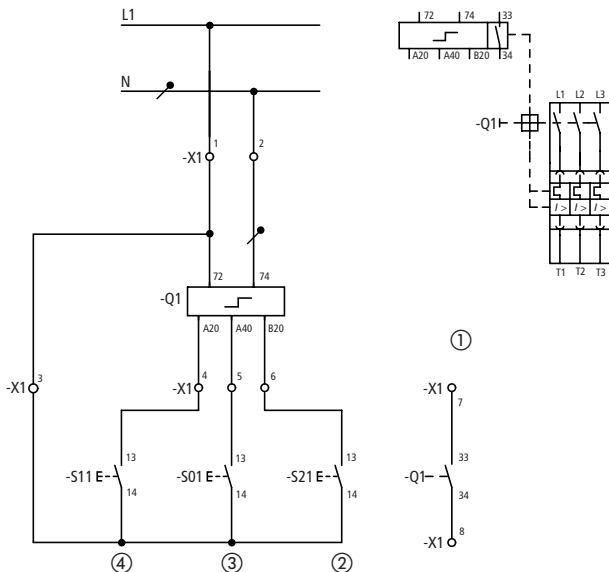 L1
72 74 33
A20 A40 B20 34
N
L1 L2 L3
-Q1
1 2
-X1
I > I > I >
72 74
T1 T2 T3
-Q1
A20 A40 B20
①
3 4 5 6
-X1 -X1 -X1
7
13 13 13 33
-S11 E -S01 E -S21 E -Q1
14 14 14 34
8
-X1
④ ③ ②